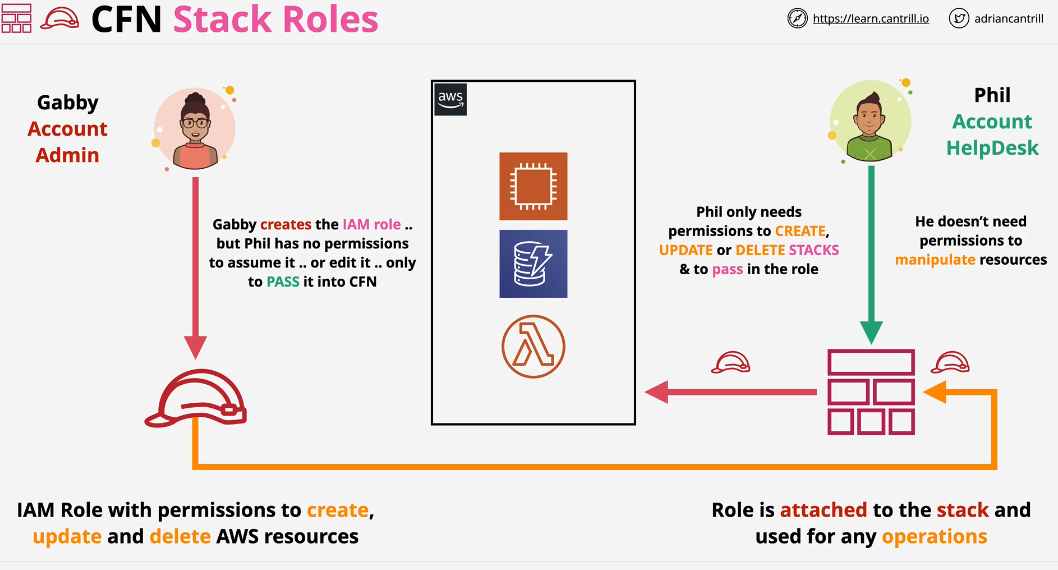 CFN Stack Roles
https://learn.cantrill.io
adriancantrill
Gabby
Account
Admin
aws
Phil
Account
HelpDesk
Gabby creates the IAM role ..
but Phil has no permissions
to assume it .. or edit it .. only
to PASS it into CFN
Phil only needs
permissions to CREATE,
UPDATE or DELETE STACKS
& to pass in the role
He doesn’t need
permissions to
manipulate resources
IAM Role with permissions to create,
update and delete AWS resources
Role is attached to the stack and
used for any operations